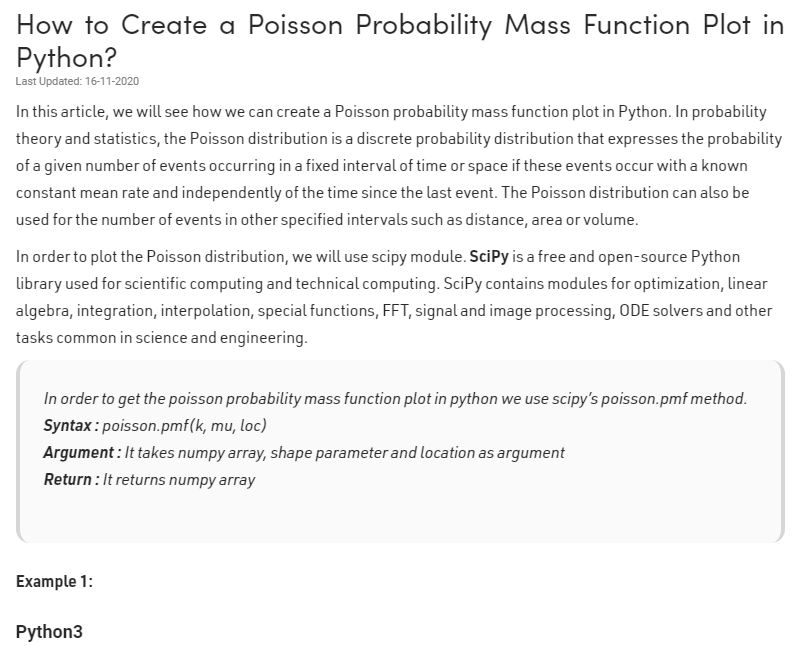 How to Create a Poisson Probability Mass Function Plot in
Python?
Last Updated: 16-11-2020
In this article, we will see how we can create a Poisson probability mass function plot in Python. In probability
theory and statistics, the Poisson distribution is a discrete probability distribution that expresses the probability
of a given number of events occurring in a fixed interval of time or space if these events occur with a known
constant mean rate and independently of the time since the last event. The Poisson distribution can also be
used for the number of events in other specified intervals such as distance, area or volume.
In order to plot the Poisson distribution, we will use scipy module. SciPy is a free and open-source Python
library used for scientific computing and technical computing. SciPy contains modules for optimization, linear
algebra, integration, interpolation, special functions, FFT, signal and image processing, ODE solvers and other
tasks common in science and engineering.
In order to get the poisson probability mass function plot in python we use scipy's poisson.pmf method.
Syntax : poisson.pmf(k, mu, loc)
Argument : It takes numpy array, shape parameter and location as argument
Return : It returns numpy array
Example 1:
Python3